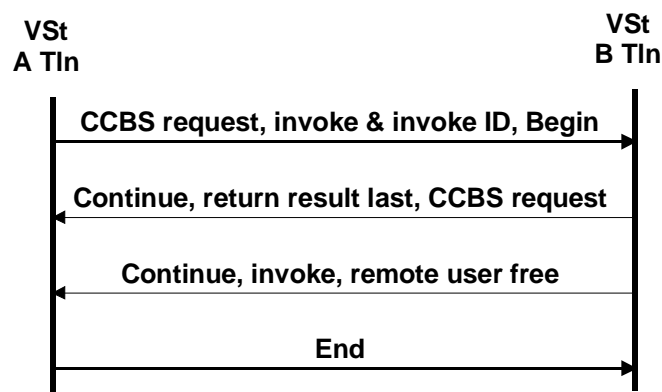 VSt
A Tln
VSt
B Tln
CCBS request, invoke & invoke ID, Begin
Continue, return result last, CCBS request
Continue, invoke, remote user free
End